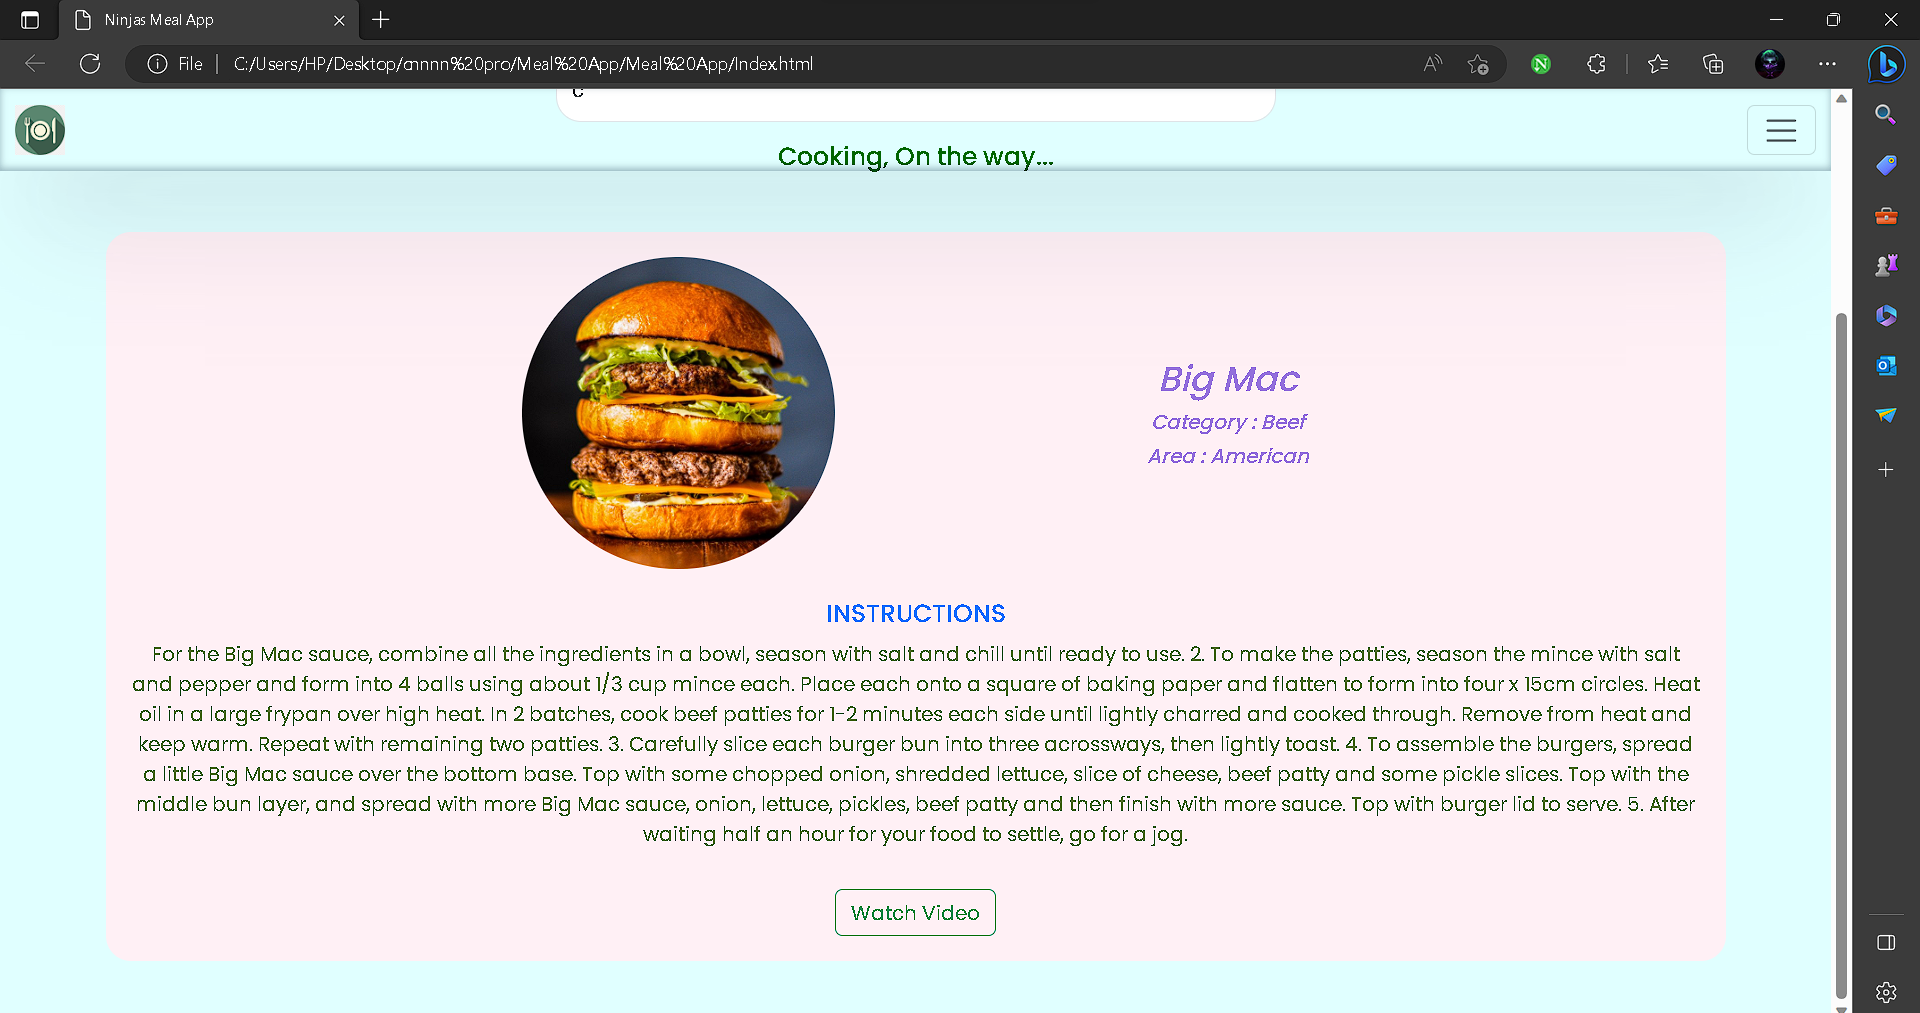 Ninjas Meal App
File
C:/Users/HP/Desktop/annnn%20pro/Meal%20App/Meal%20App/Index.html
c
Cooking, On the way...
Big Mac
Category : Beef
Area : American
INSTRUCTIONS
For the Big Mac sauce, combine all the ingredients in a bowl, season with salt and chill until ready to use. 2. To make the patties, season the mince with salt
and pepper and form into 4 balls using about 1/3 cup mince each. Place each onto a square of baking paper and flatten to form into four x 15cm circles. Heat
oil in a large frypan over high heat. In 2 batches, cook beef patties for 1-2 minutes each side until lightly charred and cooked through. Remove from heat and
keep warm. Repeat with remaining two patties. 3. Carefully slice each burger bun into three acrossways, then lightly toast. 4. To assemble the burgers, spread
a little Big Mac sauce over the bottom base. Top with some chopped onion, shredded lettuce, slice of cheese, beef patty and some pickle slices. Top with the
middle bun layer, and spread with more Big Mac sauce, onion, lettuce, pickles, beef patty and then finish with more sauce. Top with burger lid to serve. 5. After
waiting half an hour for your food to settle, go for a jog.
Watch Video